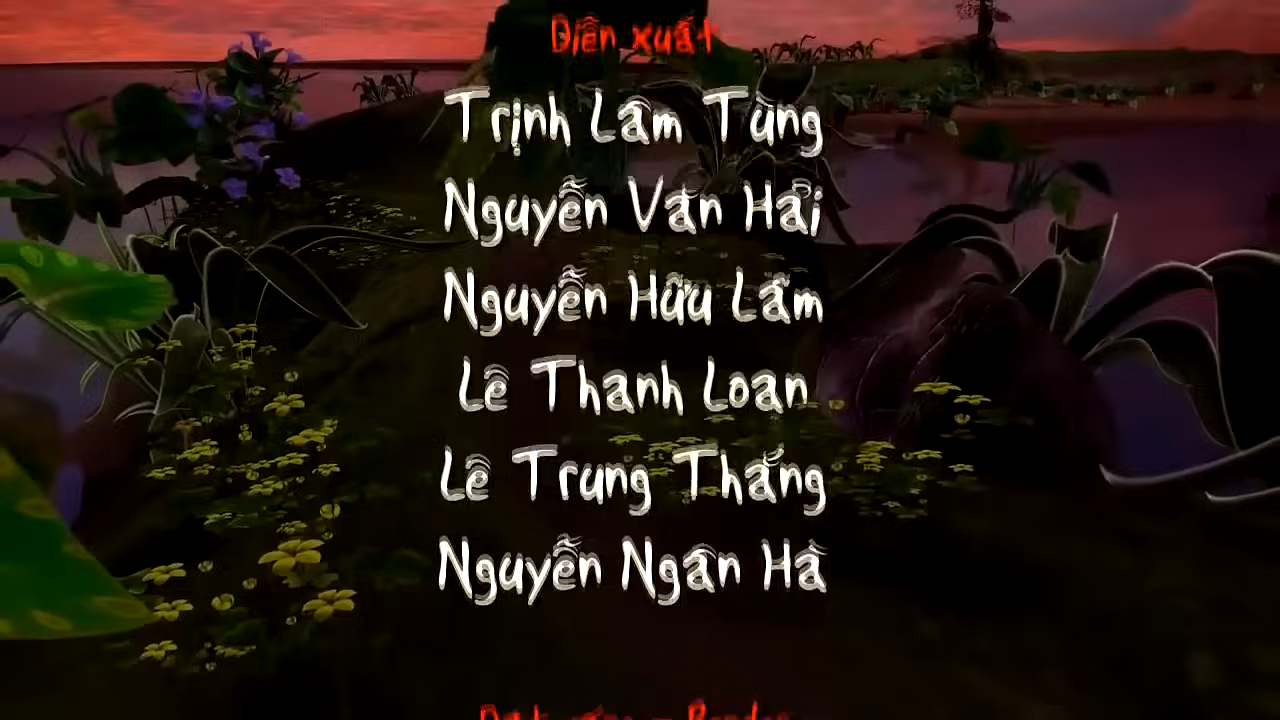 Diễn xuất
Trịnh Lâm Tùng
Nguyễn Văn Hải
Nguyễn Hữu Lâm
Lê Thanh Loan
Lê Trung Thắng
Nguyễn Ngân Hà